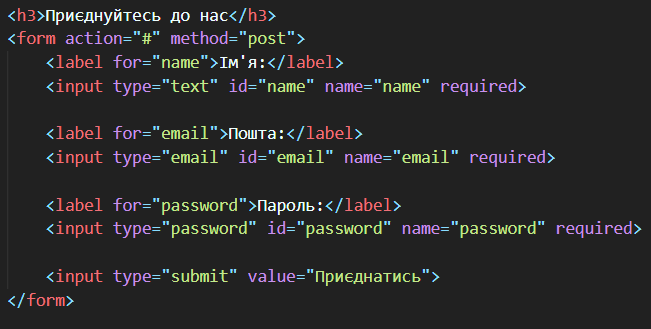 <h3>Приєднуйтесь до нас</h3>
<form action="#" method="post">
<label for="name">Ім'я:</label>
<input type="text" id="name" name="name" required>
<label for="email">Пошта:</label>
<input type="email" id="email" name="email" required>
<label for="password">Пароль:</label>
<input type="password" id="password" name="password" required>
<input type="submit" value="Приєднатись">
</form>